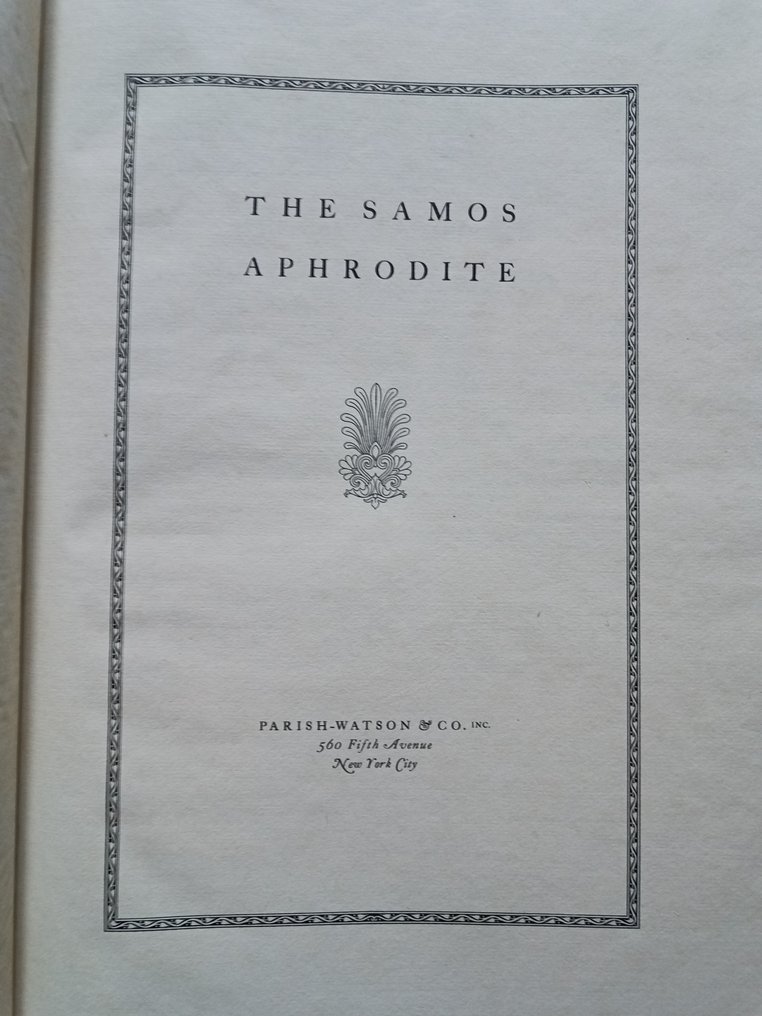 THE SAMOS
APHRODITE
PARISH-WATSON & CO. INC.
560 Fifth Avenue
New York City